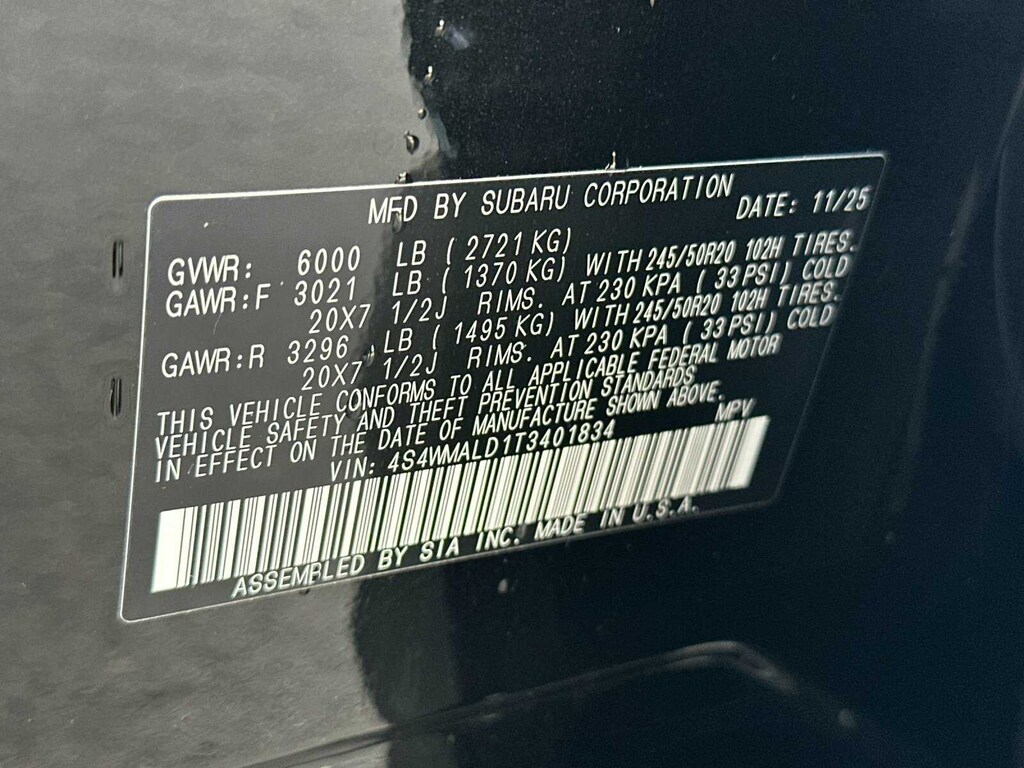 MFD BY SUBARU CORPORATION DATE: 11/25
GVWR: 6000 LB ( 2721 KG)
GAWR:F 3021 LB ( 1370 KG) WITH 245/50R20 102H TIRES.
20X7 1/2J RIMS. AT 230 KPA ( 33 PSI) COLD
GAWR:R 3296 LB ( 1495 KG) WITH 245/50R20 102H TIRES.
20X7 1/2J RIMS. AT 230 KPA ( 33 PSI) COLD
THIS VEHICLE CONFORMS TO ALL APPLICABLE FEDERAL MOTOR
VEHICLE SAFETY AND THEFT PREVENTION STANDARDS
IN EFFECT ON THE DATE OF MANUFACTURE SHOWN ABOVE.
VIN: 4S4WMALD1T3401834 MPV
ASSEMBLED BY SIA INC. MADE IN U.S.A.